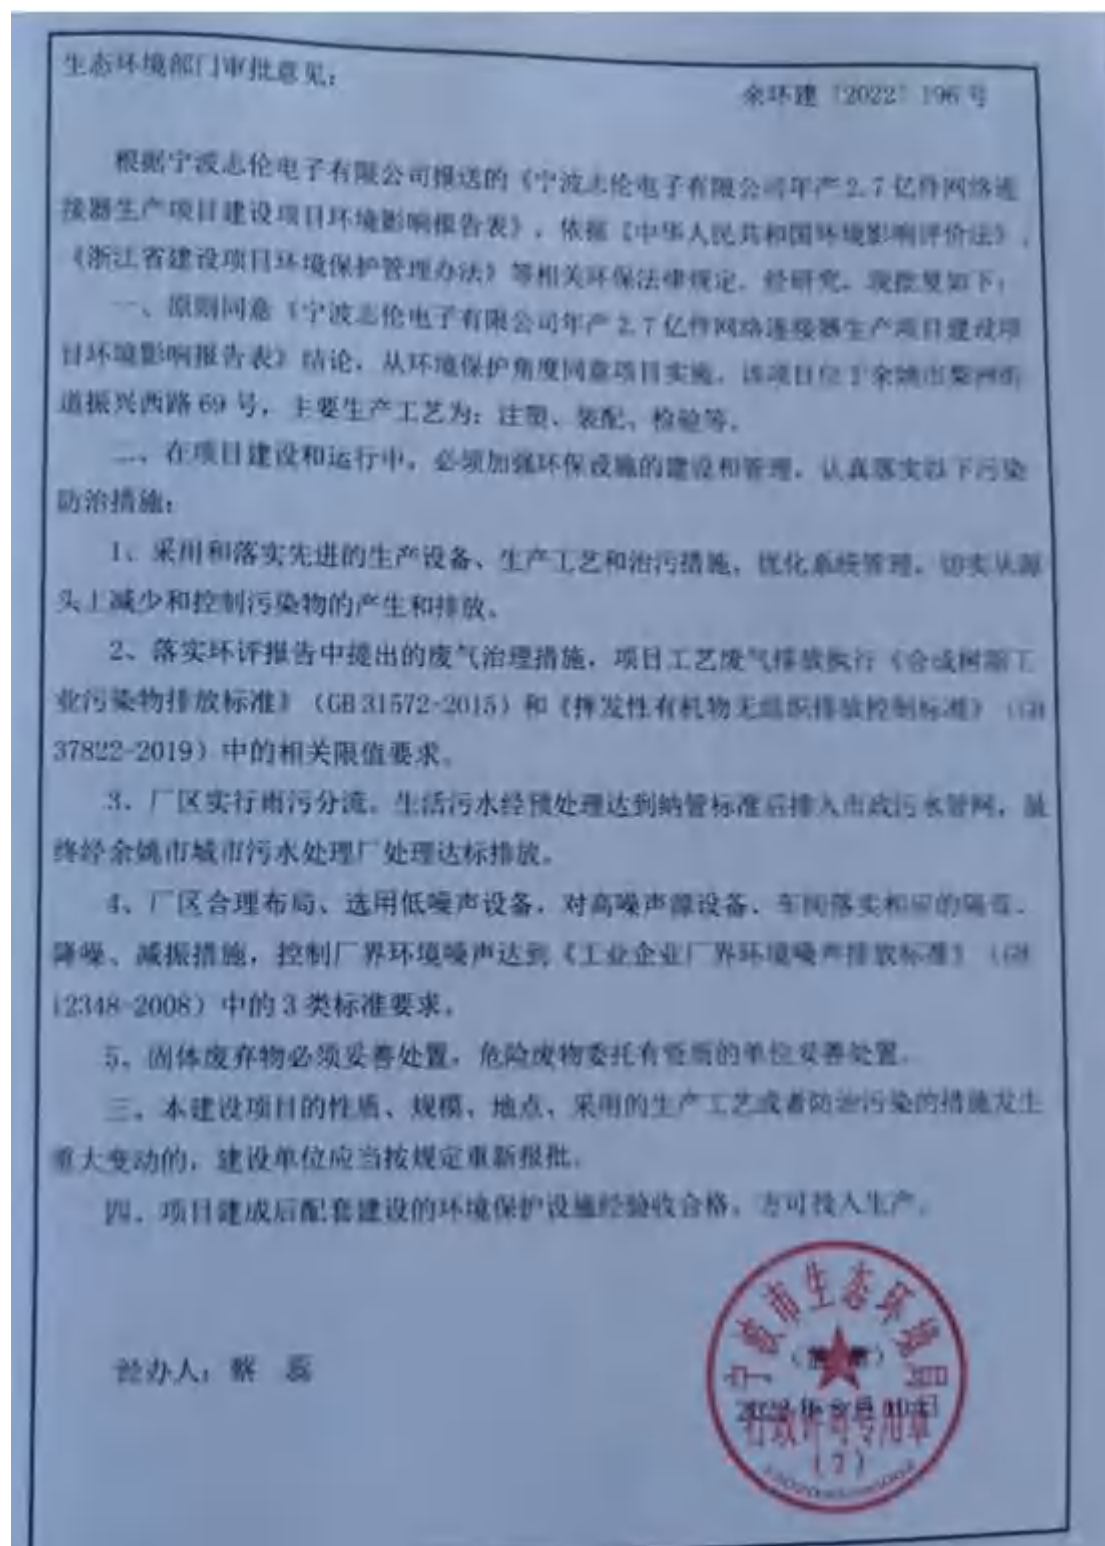 生态环境部门审批意见：
余环建〔2022〕196号
根据宁波志伦电子有限公司报送的《宁波志伦电子有限公司年产2.7亿件网络连
接器生产项目建设项目环境影响报告表》，依据《中华人民共和国环境影响评价法》、
《浙江省建设项目环境保护管理办法》等相关环保法律规定，经研究，现批复如下：
一、原则同意《宁波志伦电子有限公司年产2.7亿件网络连接器生产项目建设项
目环境影响报告表》结论，从环境保护角度同意项目实施。该项目位于余姚市梨洲街
道振兴西路69号，主要生产工艺为：注塑、装配、检验等。
二、在项目建设和运行中，必须加强环保设施的建设和管理，认真落实以下污染
防治措施：
1、采用和落实先进的生产设备、生产工艺和治污措施，优化系统管理，切实从源
头上减少和控制污染物的产生和排放。
2、落实环评报告中提出的废气治理措施，项目工艺废气排放执行《合成树脂工
业污染物排放标准》（GB 31572-2015）和《挥发性有机物无组织排放控制标准》（GB
37822-2019）中的相关限值要求。
3、厂区实行雨污分流。生活污水经预处理达到纳管标准后排入市政污水管网，最
终经余姚市城市污水处理厂处理达标排放。
4、厂区合理布局、选用低噪声设备，对高噪声源设备、车间落实相应的隔音、
降噪、减振措施，控制厂界环境噪声达到《工业企业厂界环境噪声排放标准》（GB
12348-2008）中的3类标准要求。
5、固体废弃物必须妥善处置，危险废物委托有资质的单位妥善处置。
三、本建设项目的性质、规模、地点、采用的生产工艺或者防治污染的措施发生
重大变动的，建设单位应当按规定重新报批。
四、项目建成后配套建设的环境保护设施经验收合格，方可投入生产。
宁波市生态环境局
经办人：蔡 磊
（盖章）
行政许可专用章
（7）